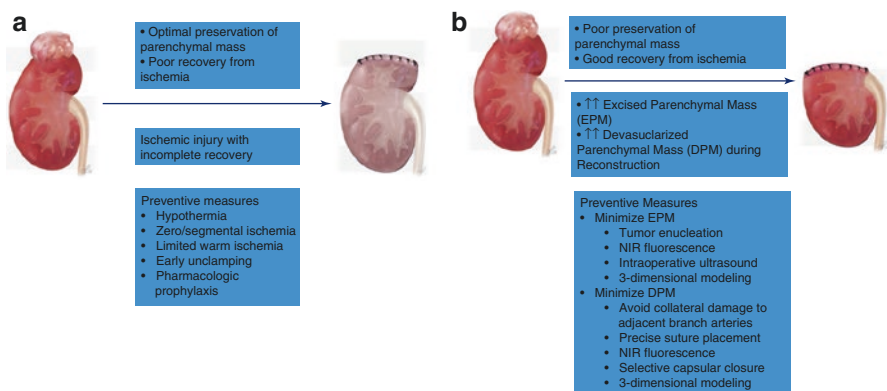 a
• Optimal preservation of
parenchymal mass
• Poor recovery from
ischemia
Ischemic injury with
incomplete recovery
Preventive measures
• Hypothermia
• Zero/segmental ischemia
• Limited warm ischemia
• Early unclamping
• Pharmacologic
prophylaxis
b
• Poor preservation of
parenchymal mass
• Good recovery from ischemia
• ↑↑ Excised Parenchymal Mass
(EPM)
• ↑↑ Devasuclarized
Parenchymal Mass (DPM) during
Reconstruction
Preventive Measures
• Minimize EPM
• Tumor enucleation
• NIR fluorescence
• Intraoperative ultrasound
• 3-dimensional modeling
• Minimize DPM
• Avoid collateral damage to
adjacent branch arteries
• Precise suture placement
• NIR fluorescence
• Selective capsular closure
• 3-dimensional modeling